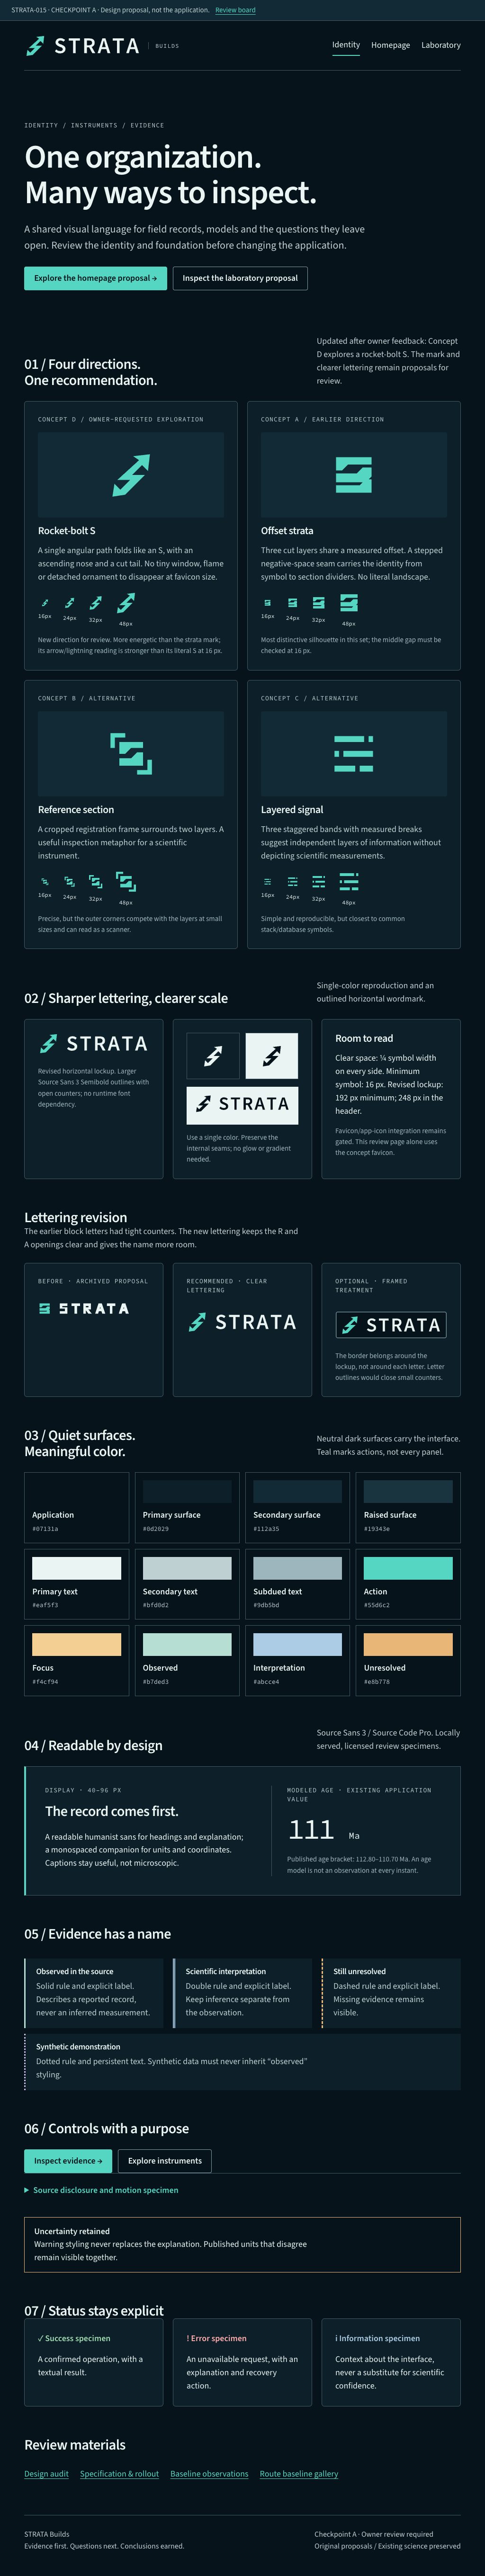 STRATA-015 · CHECKPOINT A · Design proposal, not the application. Review board
STRATA BUILDS
Identity Homepage Laboratory
IDENTITY / INSTRUMENTS / EVIDENCE
One organization.
Many ways to inspect.
A shared visual language for field records, models and the questions they leave
open. Review the identity and foundation before changing the application.
Explore the homepage proposal →
Inspect the laboratory proposal
01 / Four directions.
One recommendation.
Updated after owner feedback: Concept
D explores a rocket-bolt S. The mark and
clearer lettering remain proposals for
review.
CONCEPT D / OWNER-REQUESTED EXPLORATION
Rocket-bolt S
A single angular path folds like an S, with an
ascending nose and a cut tail. No tiny window, flame
or detached ornament to disappear at favicon size.
16px 24px 32px 48px
New direction for review. More energetic than the strata mark;
its arrow/lightning reading is stronger than its literal S at 16 px.
CONCEPT A / EARLIER DIRECTION
Offset strata
Three cut layers share a measured offset. A stepped
negative-space seam carries the identity from
symbol to section dividers. No literal landscape.
16px 24px 32px 48px
Most distinctive silhouette in this set; the middle gap must be
checked at 16 px.
CONCEPT B / ALTERNATIVE
Reference section
A cropped registration frame surrounds two layers. A
useful inspection metaphor for a scientific
instrument.
16px 24px 32px 48px
Precise, but the outer corners compete with the layers at small
sizes and can read as a scanner.
CONCEPT C / ALTERNATIVE
Layered signal
Three staggered bands with measured breaks
suggest independent layers of information without
depicting scientific measurements.
16px 24px 32px 48px
Simple and reproducible, but closest to common
stack/database symbols.
02 / Sharper lettering, clearer scale
Single-color reproduction and an
outlined horizontal wordmark.
STRATA
Revised horizontal lockup. Larger
Source Sans 3 Semibold outlines with
open counters; no runtime font
dependency.
STRATA
Use a single color. Preserve the
internal seams; no glow or gradient
needed.
Room to read
Clear space: ¼ symbol width
on every side. Minimum
symbol: 16 px. Revised lockup:
192 px minimum; 248 px in the
header.
Favicon/app-icon integration remains
gated. This review page alone uses
the concept favicon.
Lettering revision
The earlier block letters had tight counters. The new lettering keeps the R and
A openings clear and gives the name more room.
BEFORE · ARCHIVED PROPOSAL
STRATA
RECOMMENDED · CLEAR
LETTERING
STRATA
OPTIONAL · FRAMED
TREATMENT
STRATA
The border belongs around the
lockup, not around each letter. Letter
outlines would close small counters.
03 / Quiet surfaces.
Meaningful color.
Neutral dark surfaces carry the interface.
Teal marks actions, not every panel.
Application
#07131a
Primary surface
#0d2029
Secondary surface
#112a35
Raised surface
#19343e
Primary text
#eaf5f3
Secondary text
#bfd0d2
Subdued text
#9db5bd
Action
#55d6c2
Focus
#f4cf94
Observed
#b7ded3
Interpretation
#abcce4
Unresolved
#e8b778
04 / Readable by design
Source Sans 3 / Source Code Pro. Locally
served, licensed review specimens.
DISPLAY · 40–96 PX
The record comes first.
A readable humanist sans for headings and explanation;
a monospaced companion for units and coordinates.
Captions stay useful, not microscopic.
MODELED AGE · EXISTING APPLICATION
VALUE
111 Ma
Published age bracket: 112.80–110.70 Ma. An age
model is not an observation at every instant.
05 / Evidence has a name
Observed in the source
Solid rule and explicit label.
Describes a reported record,
never an inferred measurement.
Scientific interpretation
Double rule and explicit label.
Keep inference separate from
the observation.
Still unresolved
Dashed rule and explicit label.
Missing evidence remains
visible.
Synthetic demonstration
Dotted rule and persistent text. Synthetic data must never inherit “observed”
styling.
06 / Controls with a purpose
Inspect evidence →
Explore instruments
▶ Source disclosure and motion specimen
Uncertainty retained
Warning styling never replaces the explanation. Published units that disagree
remain visible together.
07 / Status stays explicit
✓ Success specimen
A confirmed operation, with a
textual result.
! Error specimen
An unavailable request, with an
explanation and recovery
action.
i Information specimen
Context about the interface,
never a substitute for scientific
confidence.
Review materials
Design audit Specification & rollout Baseline observations Route baseline gallery
STRATA Builds
Evidence first. Questions next. Conclusions earned.
Checkpoint A · Owner review required
Original proposals / Existing science preserved